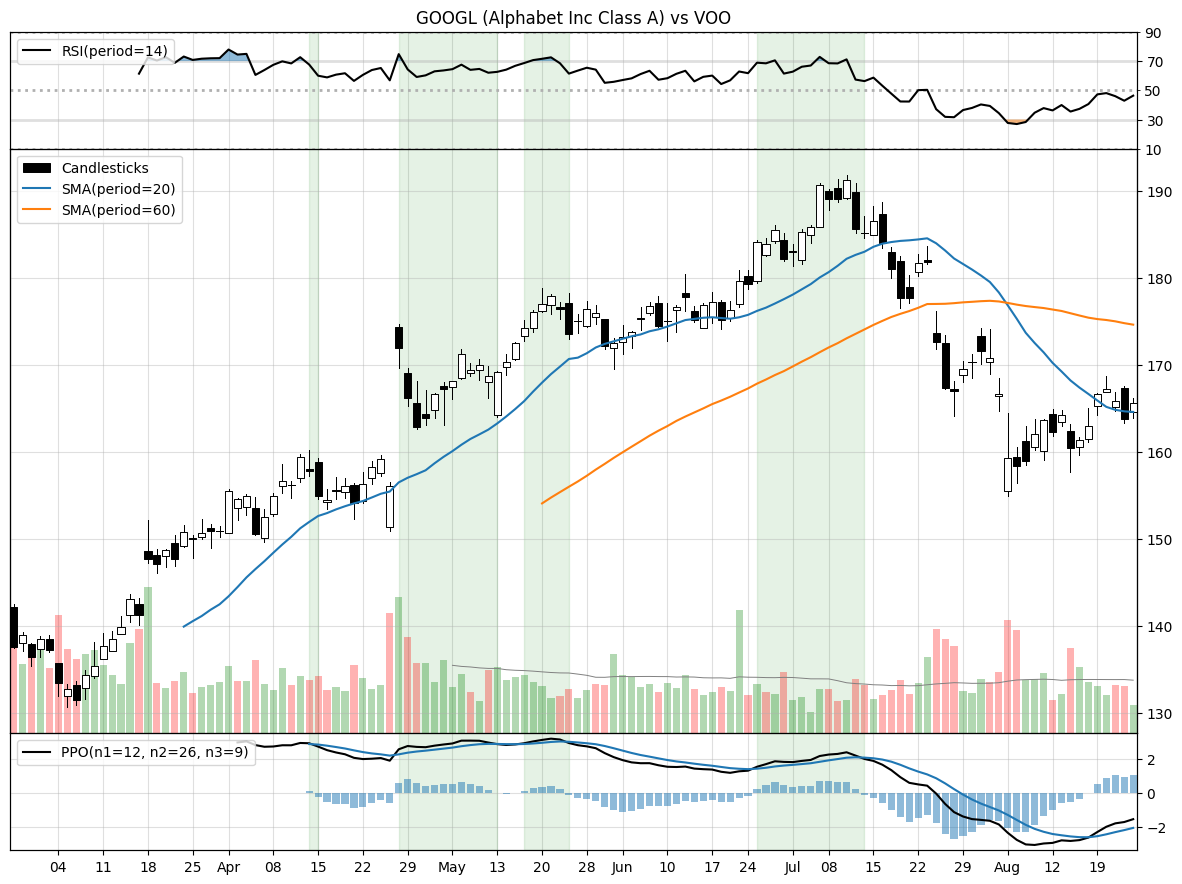 GOOGL (Alphabet Inc Class A) vs VOO
RSI(period=14)
90
70
50
30
10
Candlesticks
SMA(period=20)
SMA(period=60)
190
180
170
160
150
140
130
PPO(n1=12, n2=26, n3=9)
2
0
−2
04 11 18 25 Apr 08 15 22 29 May 13 20 28 Jun 10 17 24 Jul 08 15 22 29 Aug 12 19